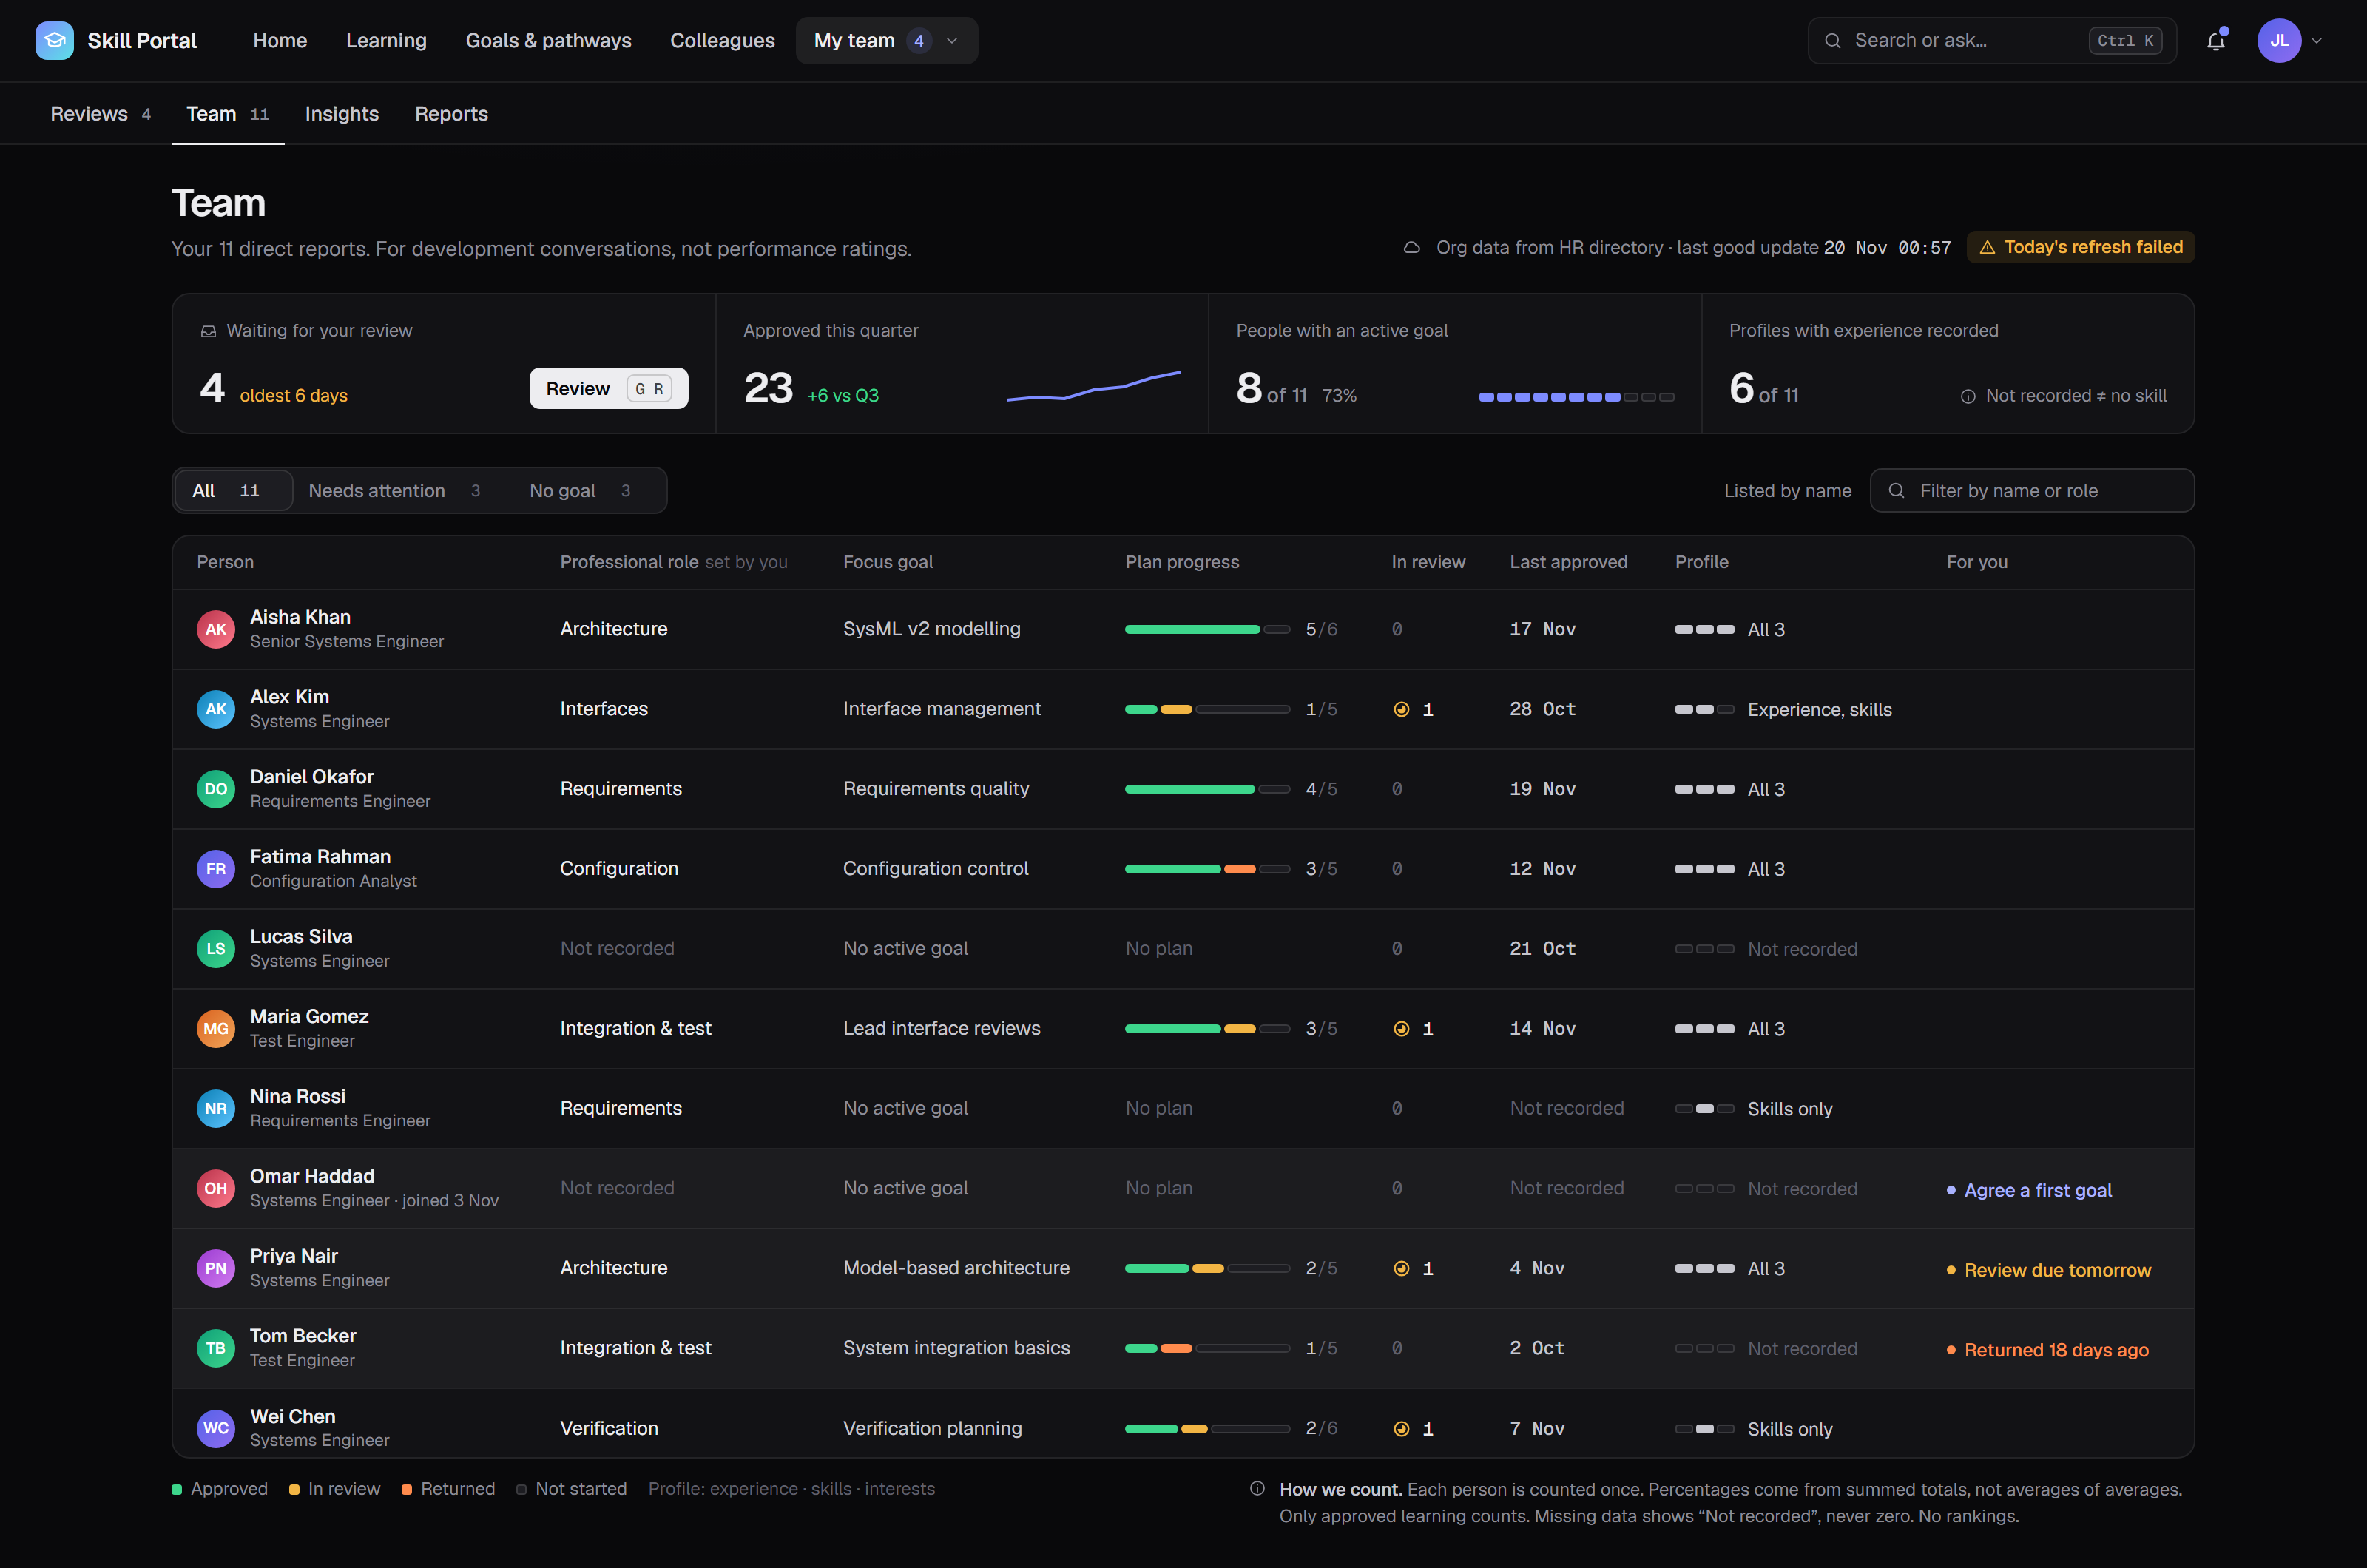 Skill Portal Home Learning Goals & pathways Colleagues My team 4 Search or ask... Ctrl K JL
Reviews 4 Team 11 Insights Reports
Team
Your 11 direct reports. For development conversations, not performance ratings. Org data from HR directory · last good update 20 Nov 00:57 Today's refresh failed
Waiting for your review Approved this quarter People with an active goal Profiles with experience recorded
4 oldest 6 days Review G R 23 +6 vs Q3 8 of 11 73% 6 of 11 Not recorded ≠ no skill
All 11 Needs attention 3 No goal 3 Listed by name Filter by name or role
Person Professional role set by you Focus goal Plan progress In review Last approved Profile For you
Aisha Khan
AK Architecture SysML v2 modelling 5/6 0 17 Nov All 3
Senior Systems Engineer
Alex Kim
AK Interfaces Interface management 1/5 1 28 Oct Experience, skills
Systems Engineer
Daniel Okafor
DO Requirements Requirements quality 4/5 0 19 Nov All 3
Requirements Engineer
Fatima Rahman
FR Configuration Configuration control 3/5 0 12 Nov All 3
Configuration Analyst
Lucas Silva
LS Not recorded No active goal No plan 0 21 Oct Not recorded
Systems Engineer
Maria Gomez
MG Integration & test Lead interface reviews 3/5 1 14 Nov All 3
Test Engineer
Nina Rossi
NR Requirements No active goal No plan 0 Not recorded Skills only
Requirements Engineer
Omar Haddad
OH Not recorded No active goal No plan 0 Not recorded Not recorded Agree a first goal
Systems Engineer · joined 3 Nov
Priya Nair
PN Architecture Model-based architecture 2/5 1 4 Nov All 3 Review due tomorrow
Systems Engineer
Tom Becker
TB Integration & test System integration basics 1/5 0 2 Oct Not recorded Returned 18 days ago
Test Engineer
Wei Chen
WC Verification Verification planning 2/6 1 7 Nov Skills only
Systems Engineer
Approved In review Returned Not started Profile: experience · skills · interests
How we count. Each person is counted once. Percentages come from summed totals, not averages of averages.
Only approved learning counts. Missing data shows “Not recorded”, never zero. No rankings.